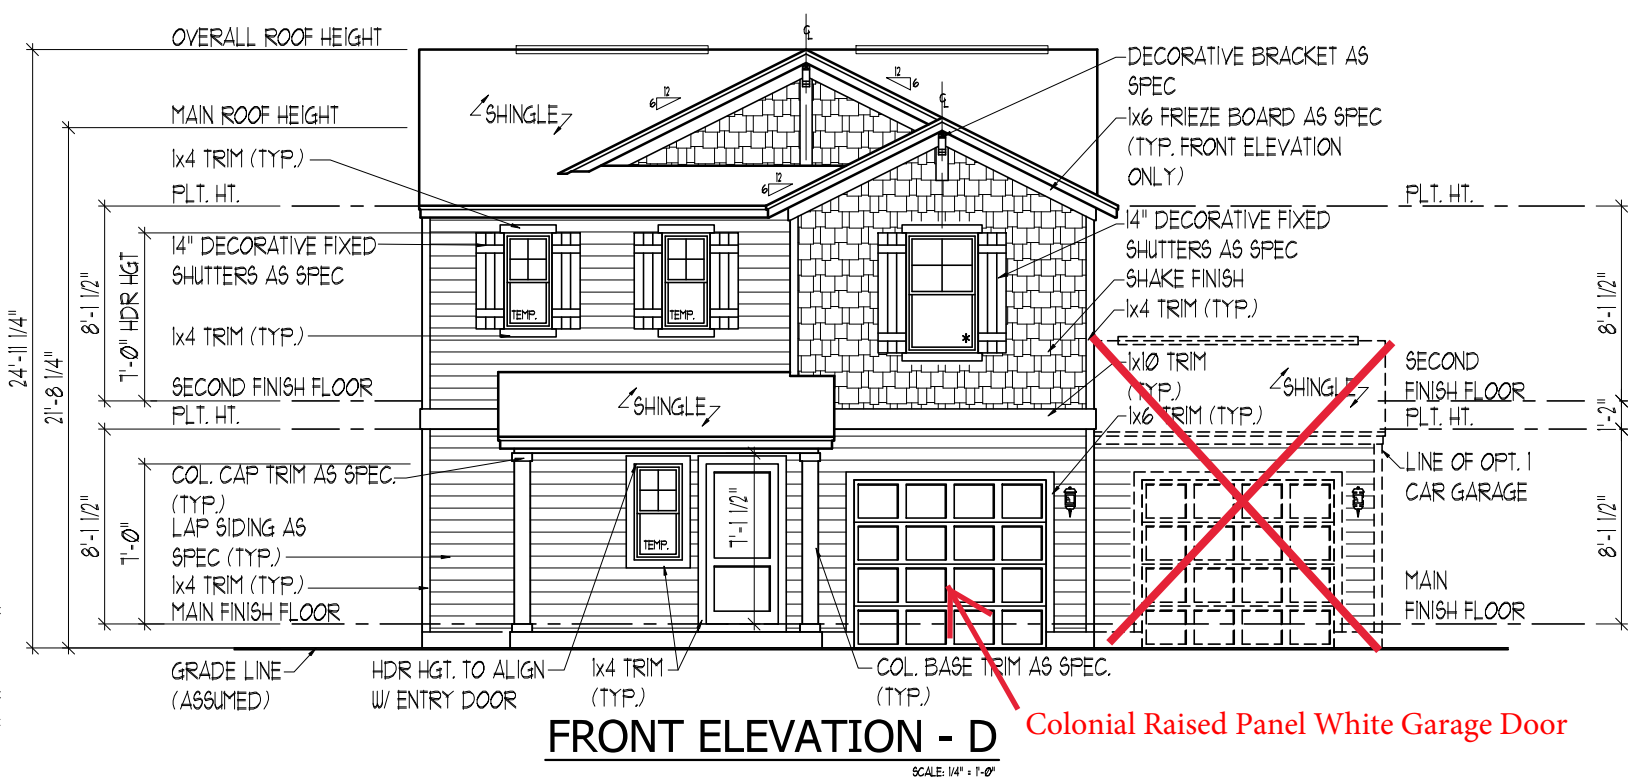 OVERALL ROOF HEIGHT
MAIN ROOF HEIGHT
1x4 TRIM (TYP.)
PLT. HT.
14" DECORATIVE FIXED
SHUTTERS AS SPEC
1x4 TRIM (TYP.)
SECOND FINISH FLOOR
PLT. HT.
COL. CAP TRIM AS SPEC.
(TYP.)
LAP SIDING AS
SPEC (TYP.)
1x4 TRIM (TYP.)
MAIN FINISH FLOOR
GRADE LINE
(ASSUMED)
24'-11 1/4"
21'-8 1/4"
8'-1 1/2"
7'-0" HDR HGT
8'-1 1/2"
7'-0"
SHINGLE
12
6
12
6
12
6
TEMP.
TEMP.
*
SHINGLE
TEMP.
7'-1 1/2"
HDR HGT. TO ALIGN
W/ ENTRY DOOR
1x4 TRIM
(TYP.)
COL. BASE TRIM AS SPEC.
(TYP.)
DECORATIVE BRACKET AS
SPEC
1x6 FRIEZE BOARD AS SPEC
(TYP. FRONT ELEVATION
ONLY)
14" DECORATIVE FIXED
SHUTTERS AS SPEC
SHAKE FINISH
1x4 TRIM (TYP.)
1x10 TRIM
(TYP.)
1x6 TRIM (TYP.)
SHINGLE
PLT. HT.
SECOND
FINISH FLOOR
PLT. HT.
LINE OF OPT. 1
CAR GARAGE
MAIN
FINISH FLOOR
8'-1 1/2"
1'-2"
8'-1 1/2"
Colonial Raised Panel White Garage Door
FRONT ELEVATION - D
SCALE: 1/4" = 1'-0"